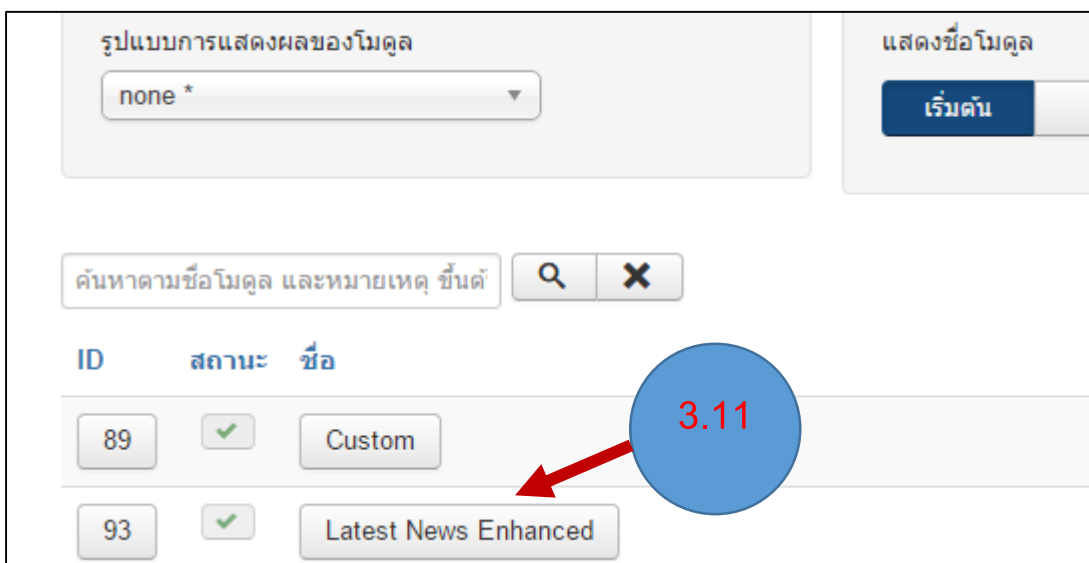 รูปแบบการแสดงผลของโมดูล
แสดงชื่อโมดูล
none *
เริ่มต้น
ค้นหาตามชื่อโมดูล และหมายเหตุ ขึ้นต้
ID สถานะ ชื่อ
3.11
89 Custom
93 Latest News Enhanced